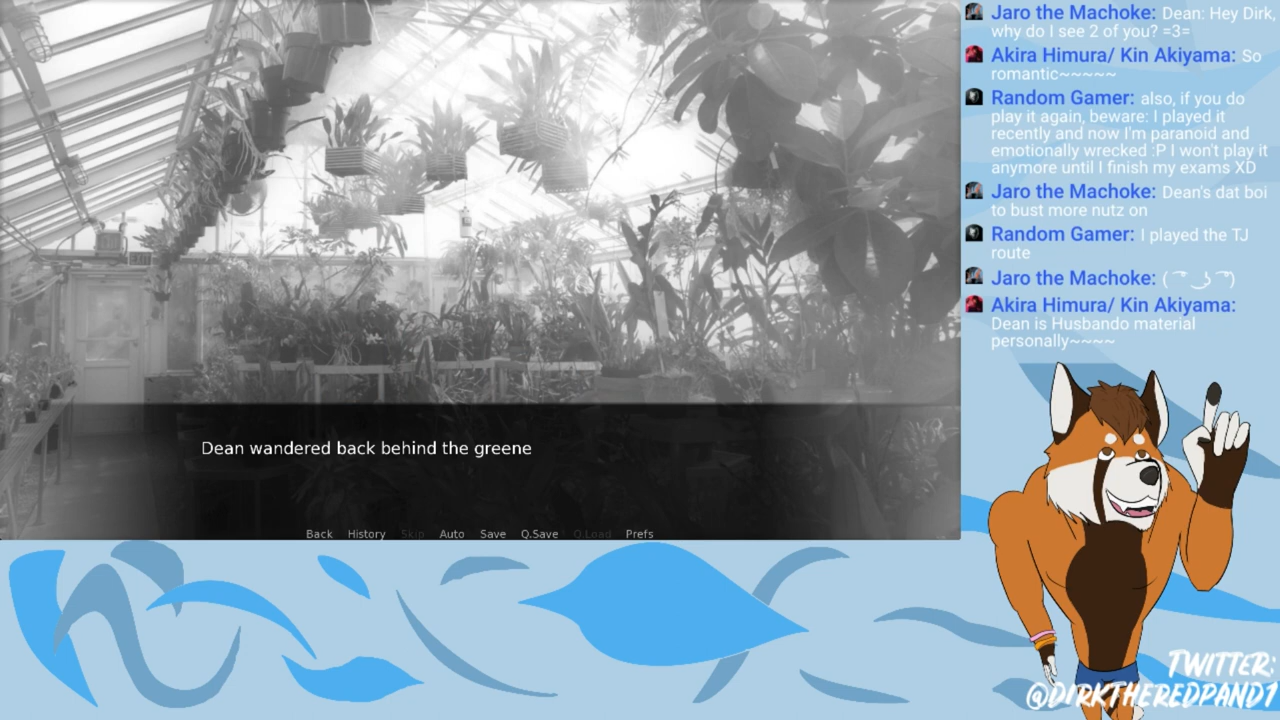 Jaro the Machoke: Dean: Hey Dirk,
why do I see 2 of you? =3=
Akira Himura/ Kin Akiyama: So
romantic~~~~~
Random Gamer: also, if you do
play it again, beware: I played it
recently and now I'm paranoid and
emotionally wrecked :P I won't play it
anymore until I finish my exams XD
Jaro the Machoke: Dean's dat boi
to bust more nutz on
Random Gamer: I played the TJ
route
Jaro the Machoke: ( ͡° ͜ʖ ͡°)
Akira Himura/ Kin Akiyama:
Dean is Husbando material
personally~~~~
EXIT
Dean wandered back behind the greene
Back History Skip Auto Save Q.Save Q.Load Prefs
TWITTER:
@DIRKTHEREDPAND1